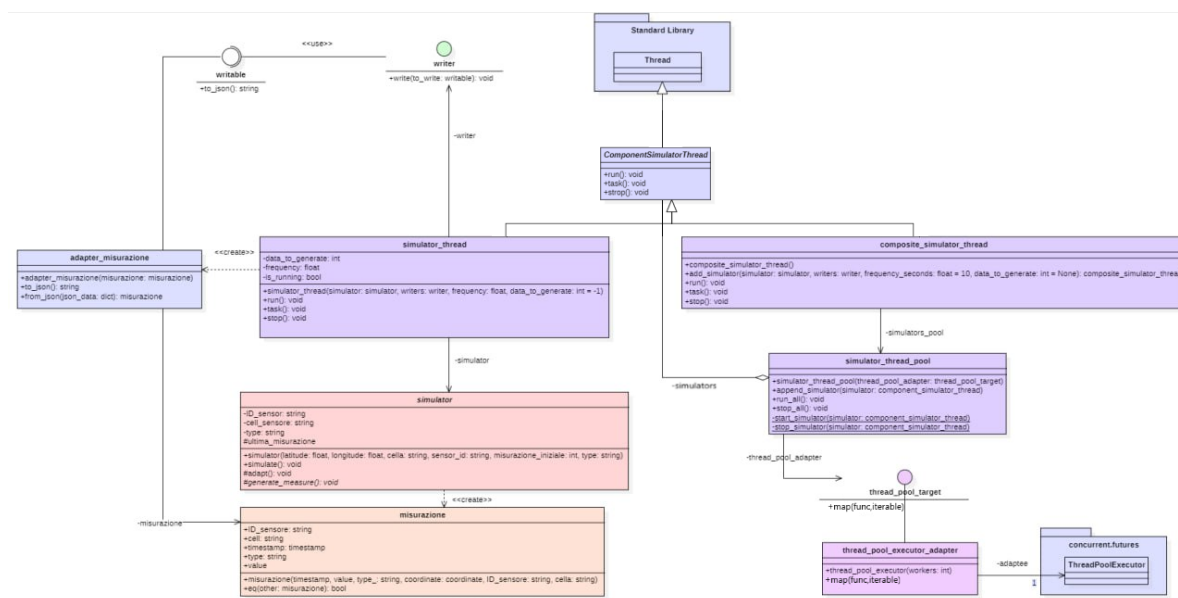 Standard Library
Thread
<<use>>
writable
+to_json(): string
writer
+write(to_write: writable): void
-writer
ComponentSimulatorThread
+run(): void
+task(): void
+strop(): void
adapter_misurazione
+adapter_misurazione(misurazione: misurazione)
+to_json(): string
+from_json(json_data: dict): misurazione
<<create>>
simulator_thread
-data_to_generate: int
-frequency: float
-is_running: bool
+simulator_thread(simulator: simulator, writers: writer, frequency: float, data_to_generate: int = -1)
+run(): void
+task(): void
+stop(): void
composite_simulator_thread
+composite_simulator_thread()
+add_simulator(simulator: simulator, writers: writer, frequency_seconds: float = 10, data_to_generate: int = None): composite_simulator_threa
+run(): void
+task(): void
+stop(): void
-simulators_pool
-simulator
-simulators
simulator_thread_pool
+simulator_thread_pool(thread_pool_adapter: thread_pool_target)
+append_simulator(simulator: component_simulator_thread)
+run_all(): void
+stop_all(): void
-start_simulator(simulator: component_simulator_thread)
-stop_simulator(simulator: component_simulator_thread)
simulator
-ID_sensor: string
-cell_sensore: string
-type: string
#ultima_misurazione
+simulator(latitude: float, longitude: float, cella: string, sensor_id: string, misurazione_iniziale: int, type: string)
+simulate(): void
#adapt(): void
#generate_measure(): void
-thread_pool_adapter
thread_pool_target
+map(func,iterable)
<<create>>
-misurazione
misurazione
+ID_sensore: string
+cell: string
+timestamp: timestamp
+type: string
+value
+misurazione(timestamp, value, type_: string, coordinate: coordinate, ID_sensore: string, cella: string)
+eq(other: misurazione): bool
thread_pool_executor_adapter
+thread_pool_executor(workers: int)
+map(func,iterable)
-adaptee
1
concurrent.futures
ThreadPoolExecutor